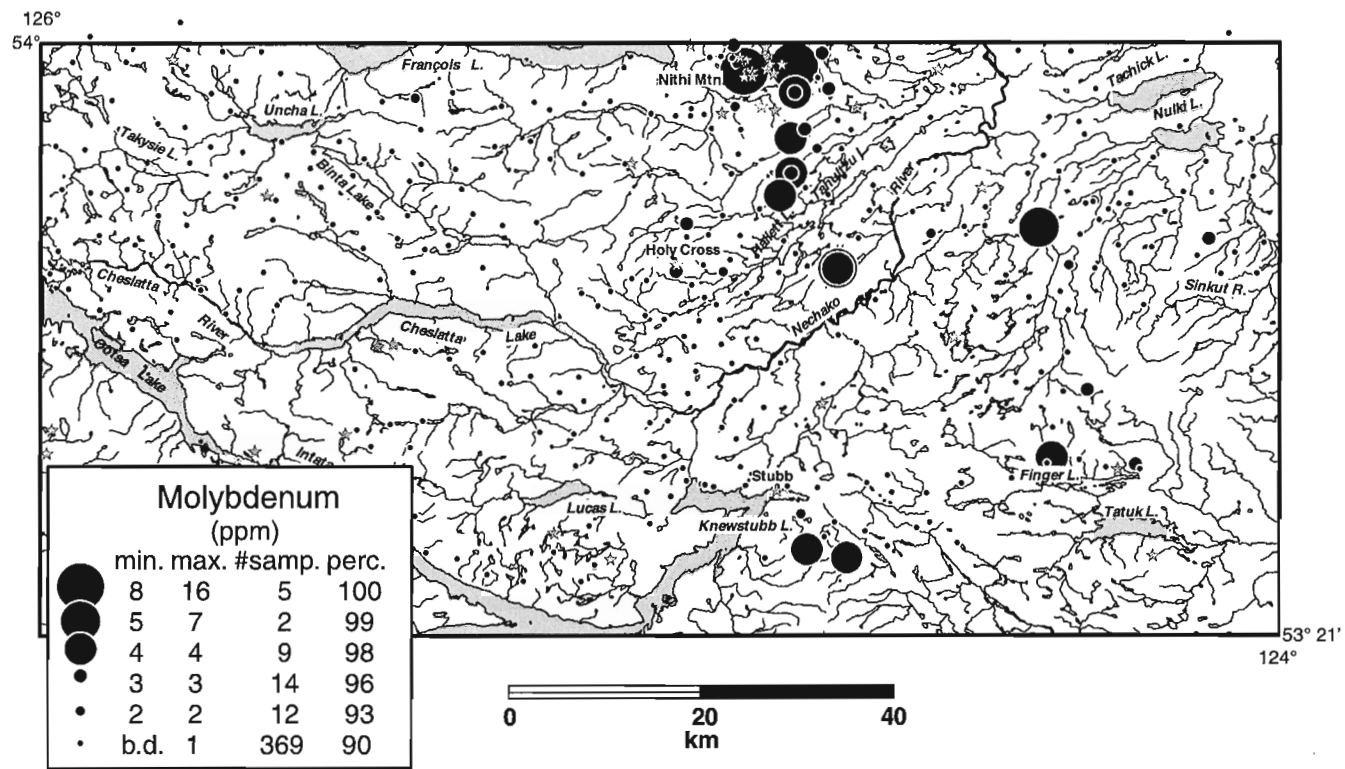 126°
54°
François L.
Nithi Mtn.
Tachick L.
Uncha L.
Nulki L.
Takysie L.
Binta Lake
River
Hallett L.
Holy Cross
Cheslatta
River
Sinkut R.
Nechako
Cheslatta
Lake
Ootsa
Lake
Intata
Stubb
Finger L.
Lucas L.
Knewstubb L.
Tatuk L.
Molybdenum
(ppm)
min. max. #samp. perc.
8 16 5 100
5 7 2 99
4 4 9 98
3 3 14 96
2 2 12 93
b.d. 1 369 90
53° 21'
124°
0 20 40
km